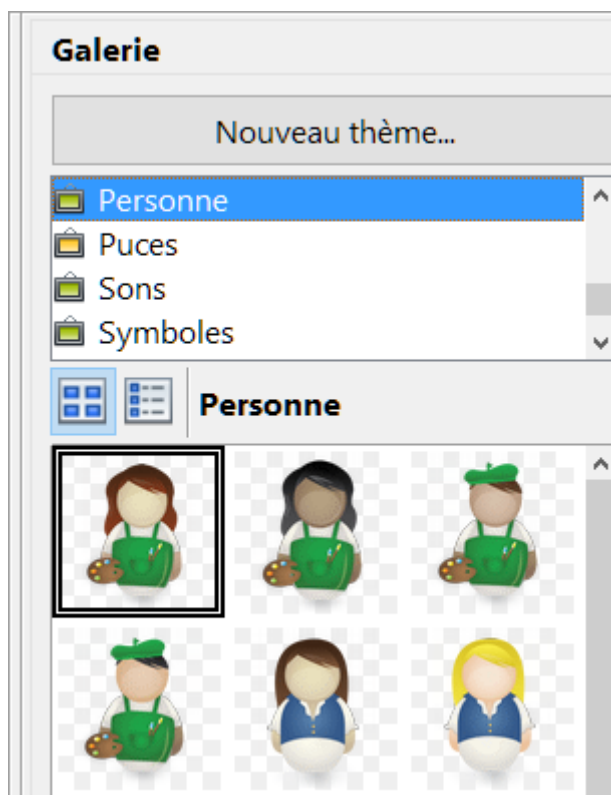 Galerie
Nouveau thème...
Personne
Puces
Sons
Symboles
Personne